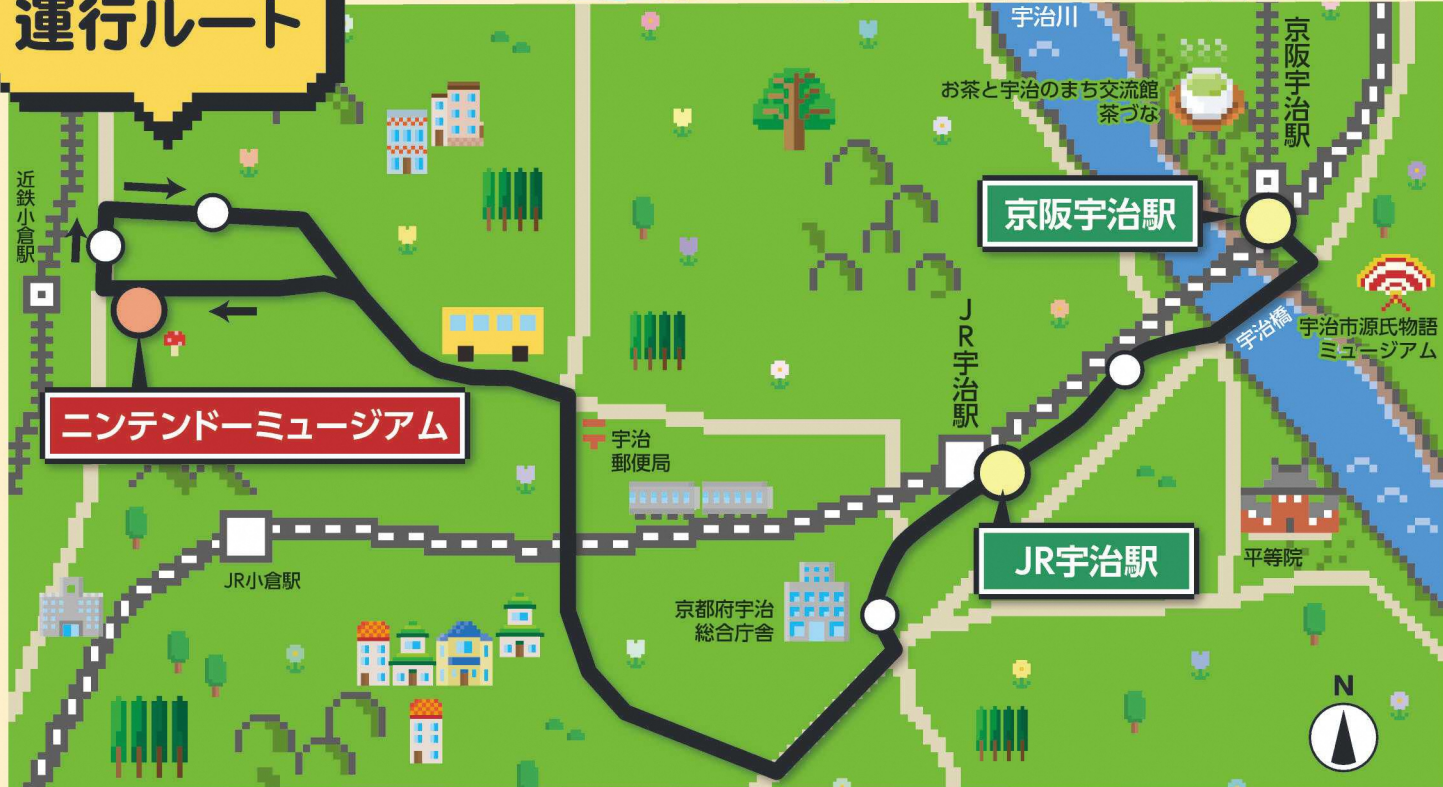 運行ルート
宇治川
京阪宇治駅
お茶と宇治のまち交流館
茶づな
近鉄小倉駅
京阪宇治駅
宇治橋
宇治市源氏物語
ミュージアム
JR宇治駅
ニンテンドーミュージアム
宇治
郵便局
JR宇治駅
平等院
JR小倉駅
京都府宇治
総合庁舎
N